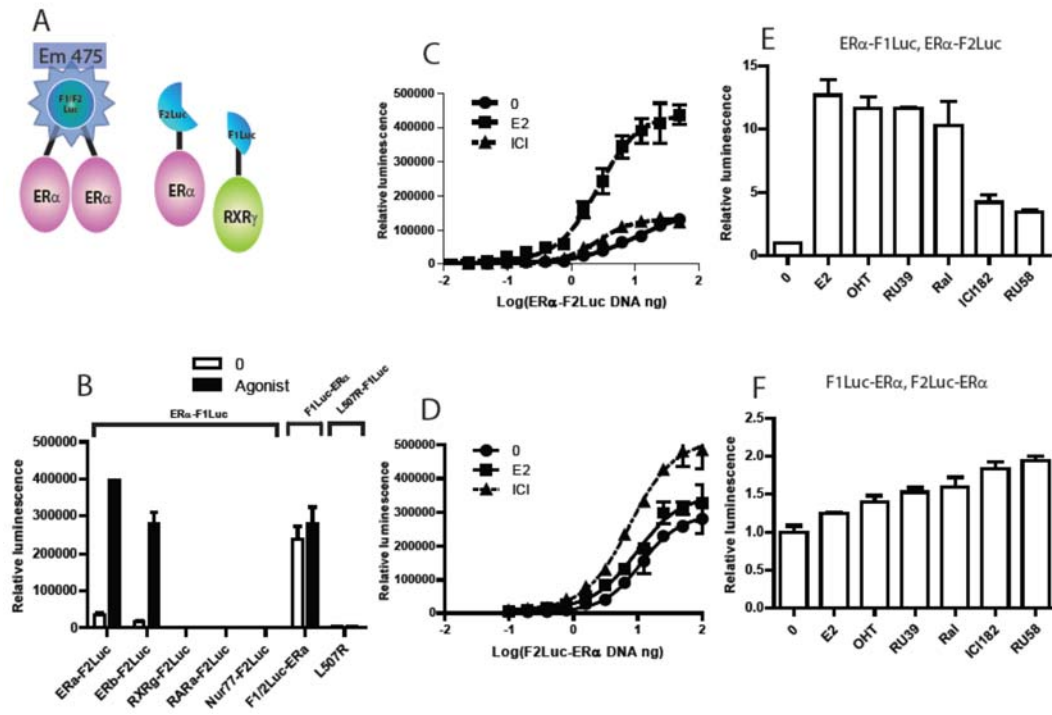 A
Em 475
F1/F2
Luc
ERα
ERα
F2Luc
ERα
F1Luc
RXRγ
B
0
Agonist
ERα-F1Luc
F1Luc-ERα
L507R-F1Luc
Relative luminescence
500000
400000
300000
200000
100000
0
ERa-F2Luc
ERb-F2Luc
RXRg-F2Luc
RARa-F2Luc
Nur77-F2Luc
F1/2Luc-ERa
L507R
C
0
E2
ICI
Relative luminescence
500000
400000
300000
200000
100000
0
-2
-1
0
1
2
Log(ERα-F2Luc DNA ng)
D
0
E2
ICI
Relative luminescence
500000
400000
300000
200000
100000
0
-2
-1
0
1
2
Log(F2Luc-ERα DNA ng)
E
ERα-F1Luc, ERα-F2Luc
Relative luminescence
15
10
5
0
0
E2
OHT
RU39
Ral
ICI182
RU58
F
F1Luc-ERα, F2Luc-ERα
Relative luminescence
2.5
2.0
1.5
1.0
0.5
0.0
0
E2
OHT
RU39
Ral
ICI182
RU58